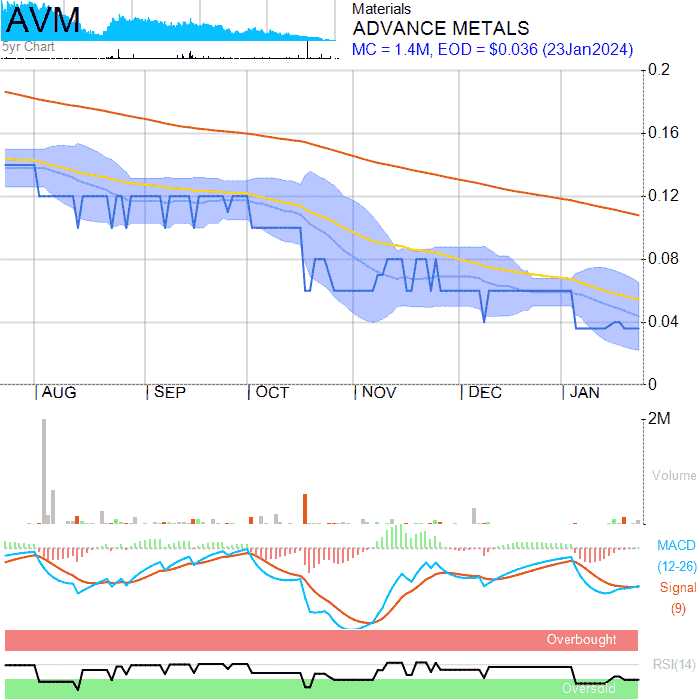 AVM
5yr Chart
Materials
ADVANCE METALS
MC = 1.4M, EOD = $0.036 (23Jan2024)
0.2
0.16
0.12
0.08
0.04
0
AUG SEP OCT NOV DEC JAN
2M
Volume
MACD
(12-26)
Signal
(9)
Overbought
RSI(14)
Oversold